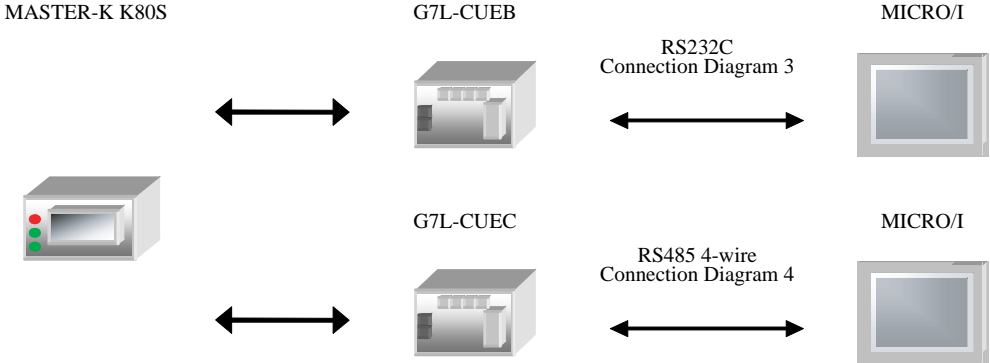 MASTER-K K80S
G7L-CUEB
MICRO/I
RS232C
Connection Diagram 3
G7L-CUEC
MICRO/I
RS485 4-wire
Connection Diagram 4